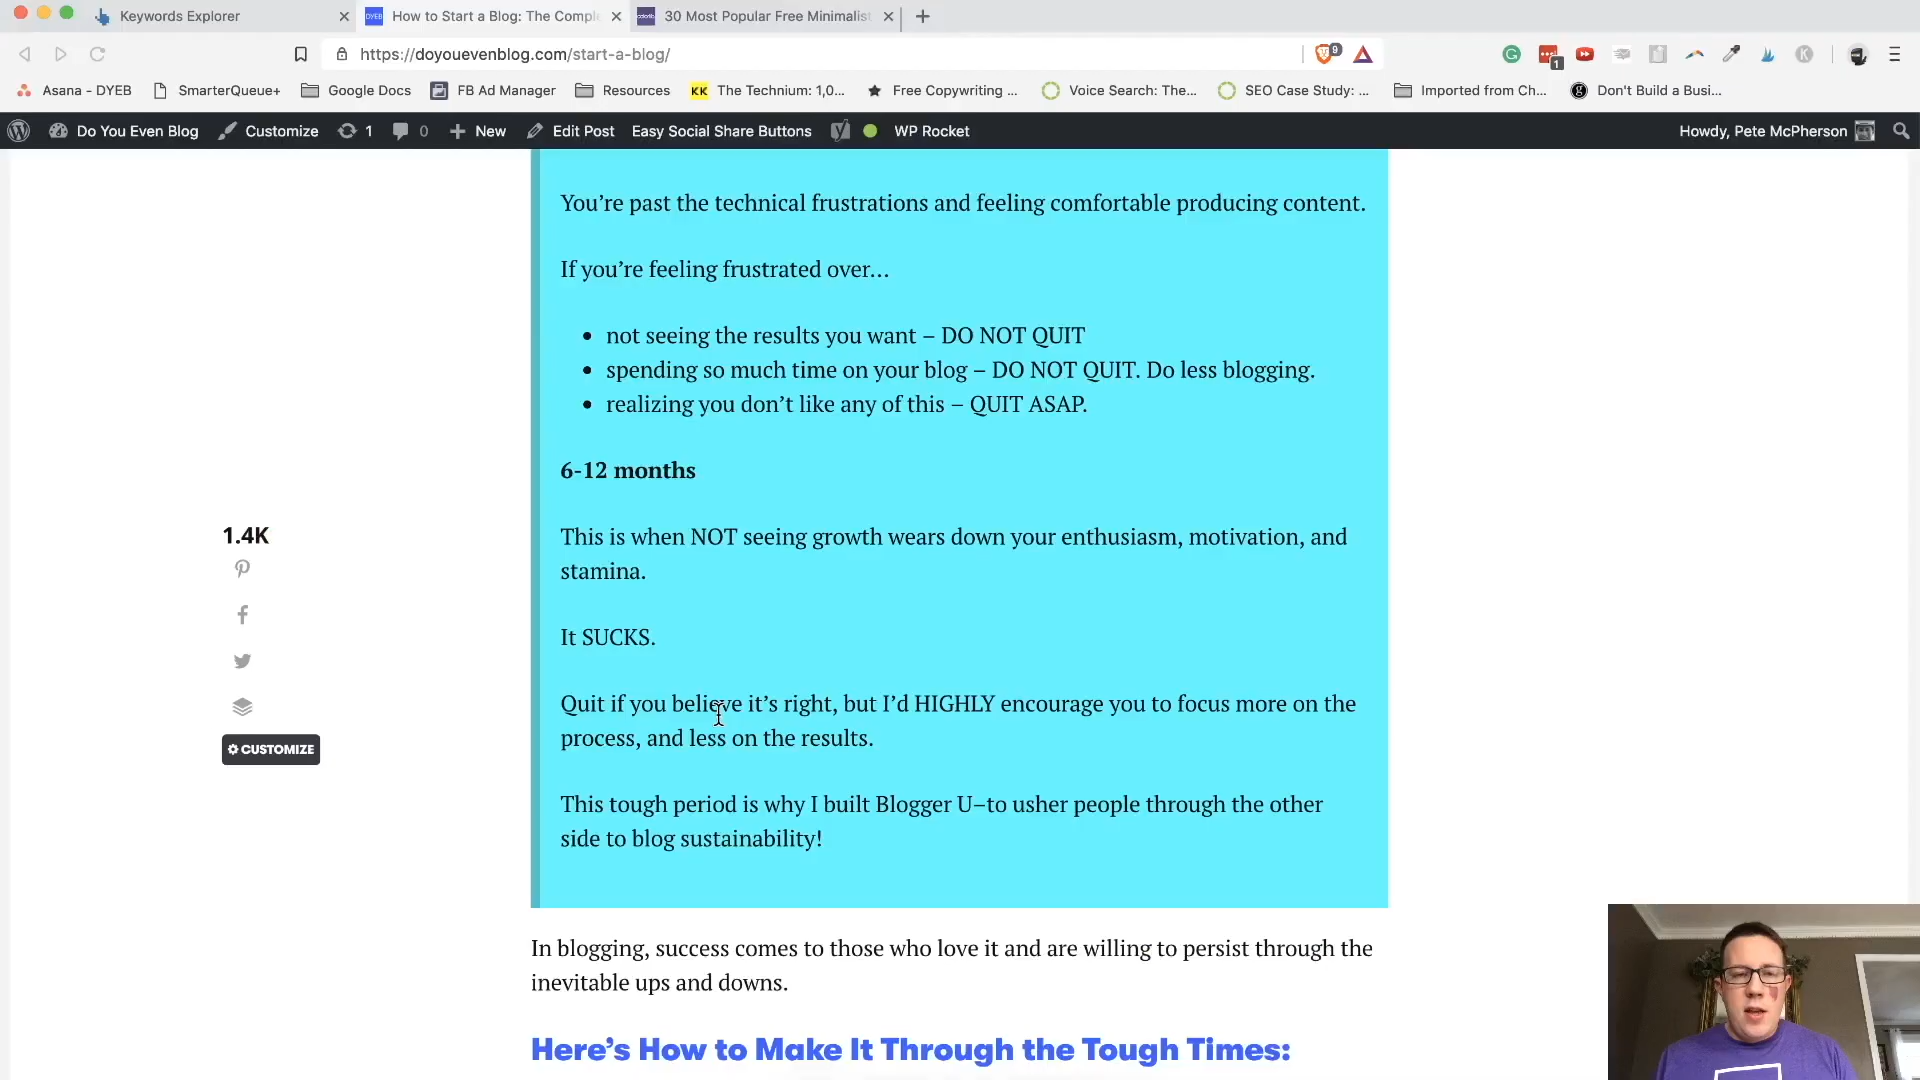 Keywords Explorer
How to Start a Blog: The Comple
30 Most Popular Free Minimalist
https://doyouevenblog.com/start-a-blog/
9
1
Asana - DYEB
SmarterQueue+
Google Docs
FB Ad Manager
Resources
KK
The Technium: 1,0...
Free Copywriting ...
Voice Search: The...
SEO Case Study: ...
Imported from Ch...
Don't Build a Busi...
Do You Even Blog
Customize
1
0
New
Edit Post
Easy Social Share Buttons
WP Rocket
Howdy, Pete McPherson
You’re past the technical frustrations and feeling comfortable producing content.
If you’re feeling frustrated over…
• not seeing the results you want – DO NOT QUIT
• spending so much time on your blog – DO NOT QUIT. Do less blogging.
• realizing you don’t like any of this – QUIT ASAP.
6-12 months
This is when NOT seeing growth wears down your enthusiasm, motivation, and
stamina.
It SUCKS.
Quit if you believe it’s right, but I’d HIGHLY encourage you to focus more on the
process, and less on the results.
This tough period is why I built Blogger U–to usher people through the other
side to blog sustainability!
1.4K
CUSTOMIZE
In blogging, success comes to those who love it and are willing to persist through the
inevitable ups and downs.
Here’s How to Make It Through the Tough Times: